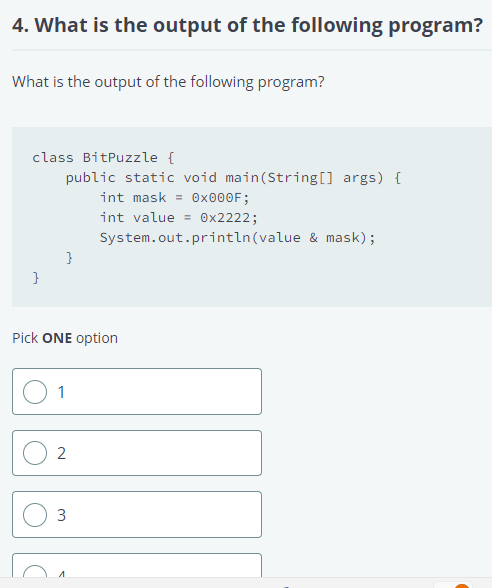 4. What is the output of the following program?
What is the output of the following program?
class BitPuzzle {
    public static void main(String[] args) {
        int mask = 0x000F;
        int value = 0x2222;
        System.out.println(value & mask);
    }
}
Pick ONE option
1
2
3